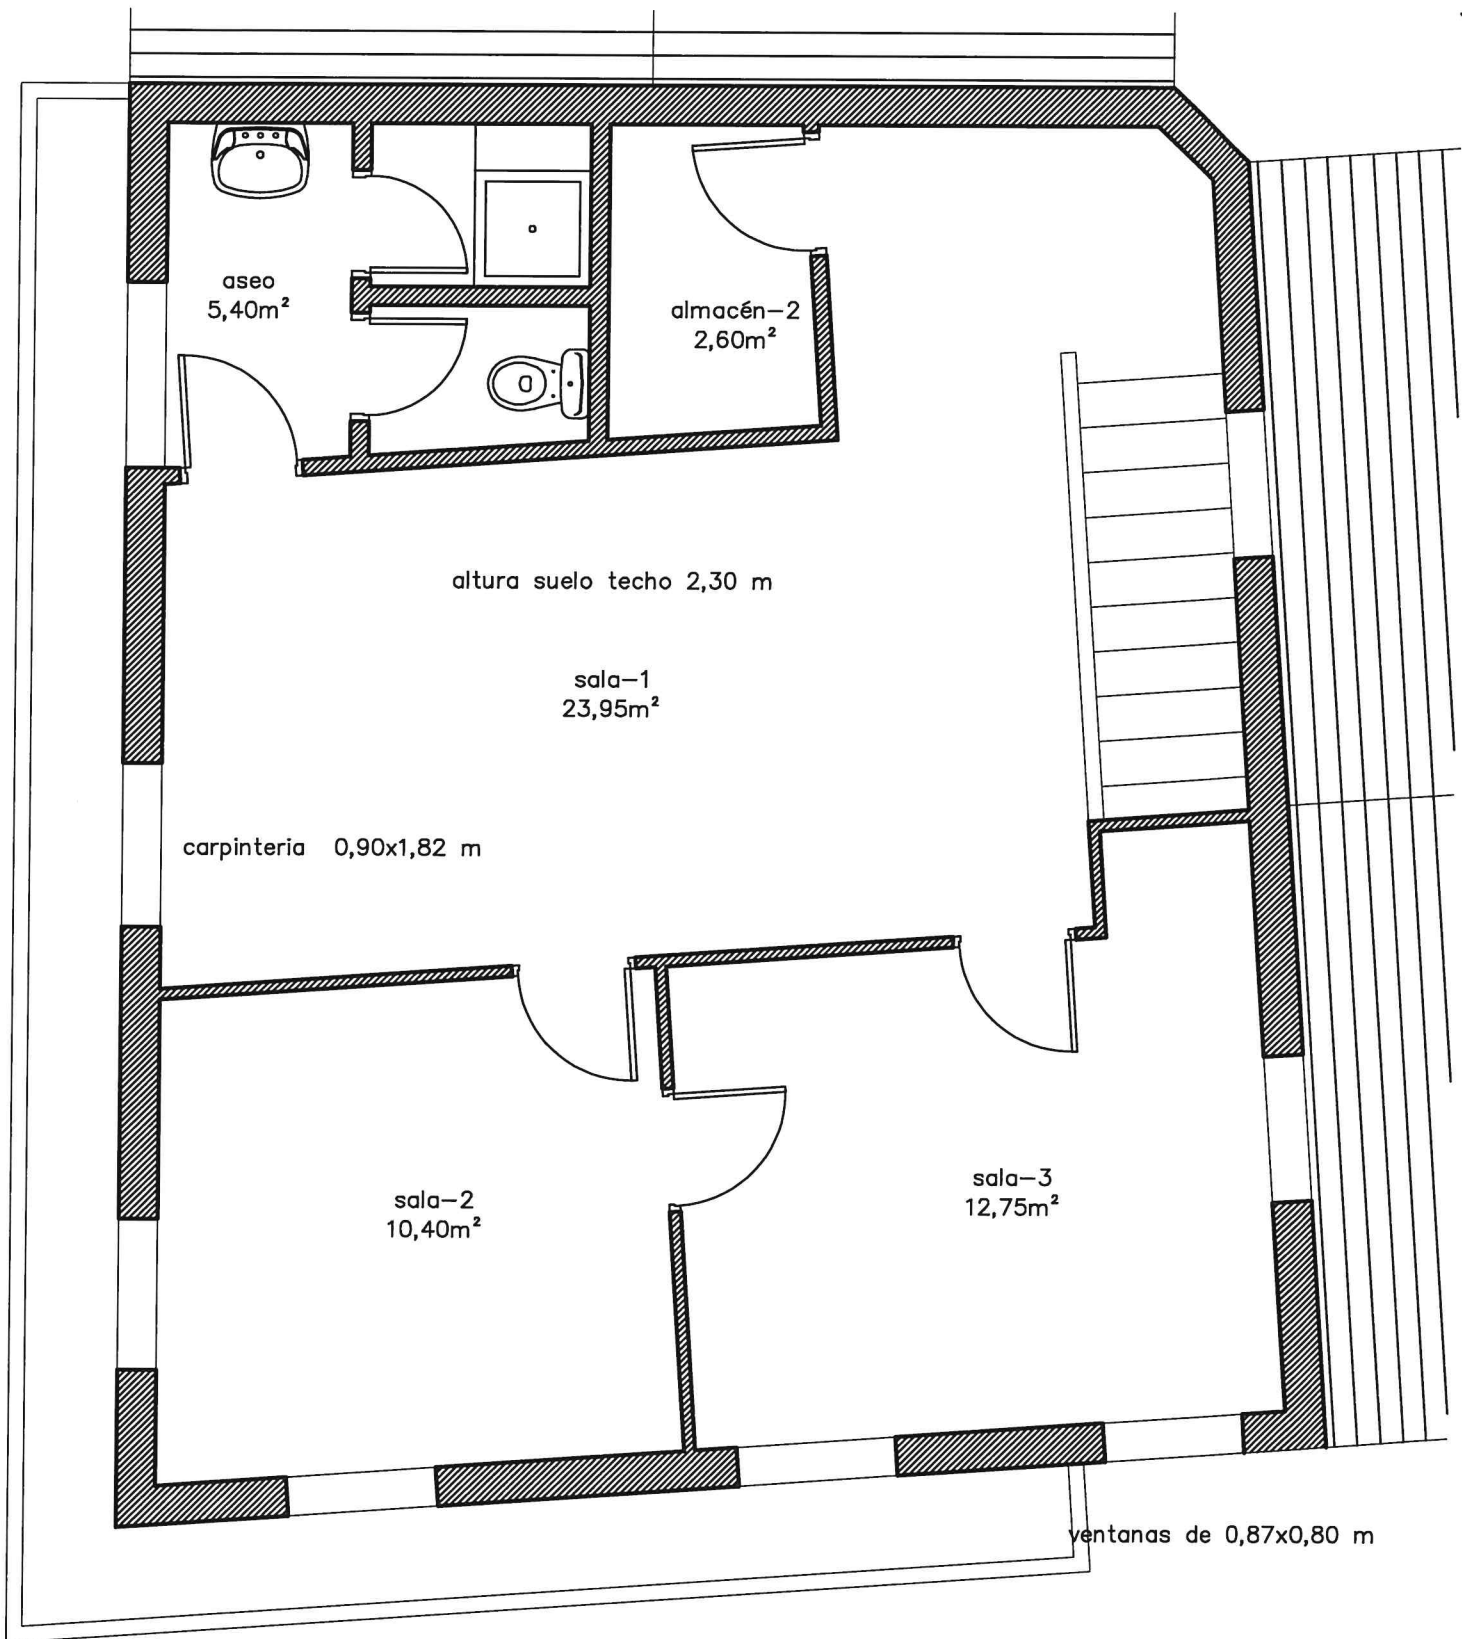 aseo
5,40m²
almacén-2
2,60m²
altura suelo techo 2,30 m
sala-1
23,95m²
carpinteria 0,90x1,82 m
sala-2
10,40m²
sala-3
12,75m²
ventanas de 0,87x0,80 m